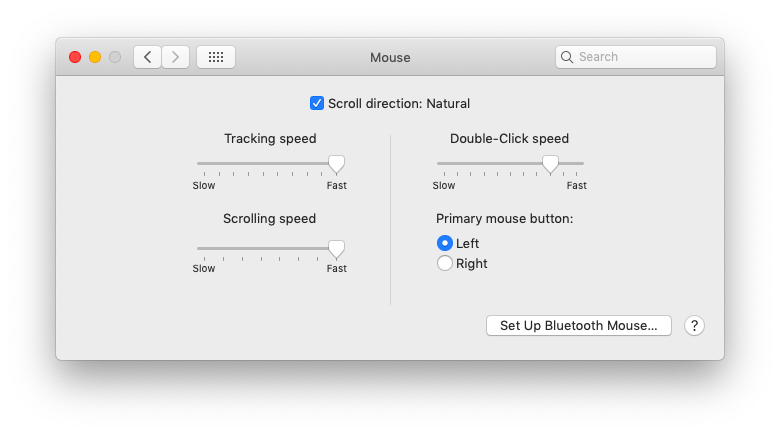 Mouse
Search
Scroll direction: Natural
Tracking speed
Slow Fast
Scrolling speed
Slow Fast
Double-Click speed
Slow Fast
Primary mouse button:
Left
Right
Set Up Bluetooth Mouse...
?